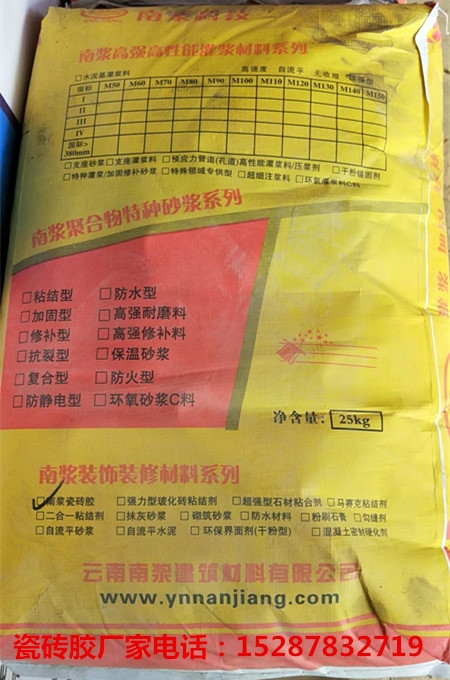 南浆科技
南浆高强高性能灌浆材料系列
□水泥基灌浆料 高强度 自流平 无收缩 环保型
指标 M50 M60 M70 M80 M90 M100 M110 M120 M130 M140 M150
I
II
III
IV
国际>380mm
□支座砂浆□支座灌浆料 □预应力管道(孔道)高性能灌浆料/压浆剂 □干粉锚固剂
□特种灌浆/加固修补砂浆 □特殊领域专供型 □超细注浆料 □环氧灌浆料C料
南浆聚合物特种砂浆系列
□粘结型 □防水型
□加固型 □高强耐磨料
□修补型 □高强修补料
□抗裂型 □保温砂浆
□复合型 □防火型
□防静电型 □环氧砂浆C料
净含量: 25kg
南浆装饰装修材料系列
□南浆瓷砖胶 □强力型玻化砖粘结剂 □超强型石材粘合剂 □马赛克粘结剂
□二合一粘结剂 □抹灰砂浆 □砌筑砂浆 □防水材料 □粉刷石膏 □勾缝剂
□自流平砂浆 □自流平水泥 □环保界面剂(干粉型) □混凝土密封硬化剂
云南南浆建筑材料有限公司
www.ynnanjiang.com
瓷砖胶厂家电话：15287832719